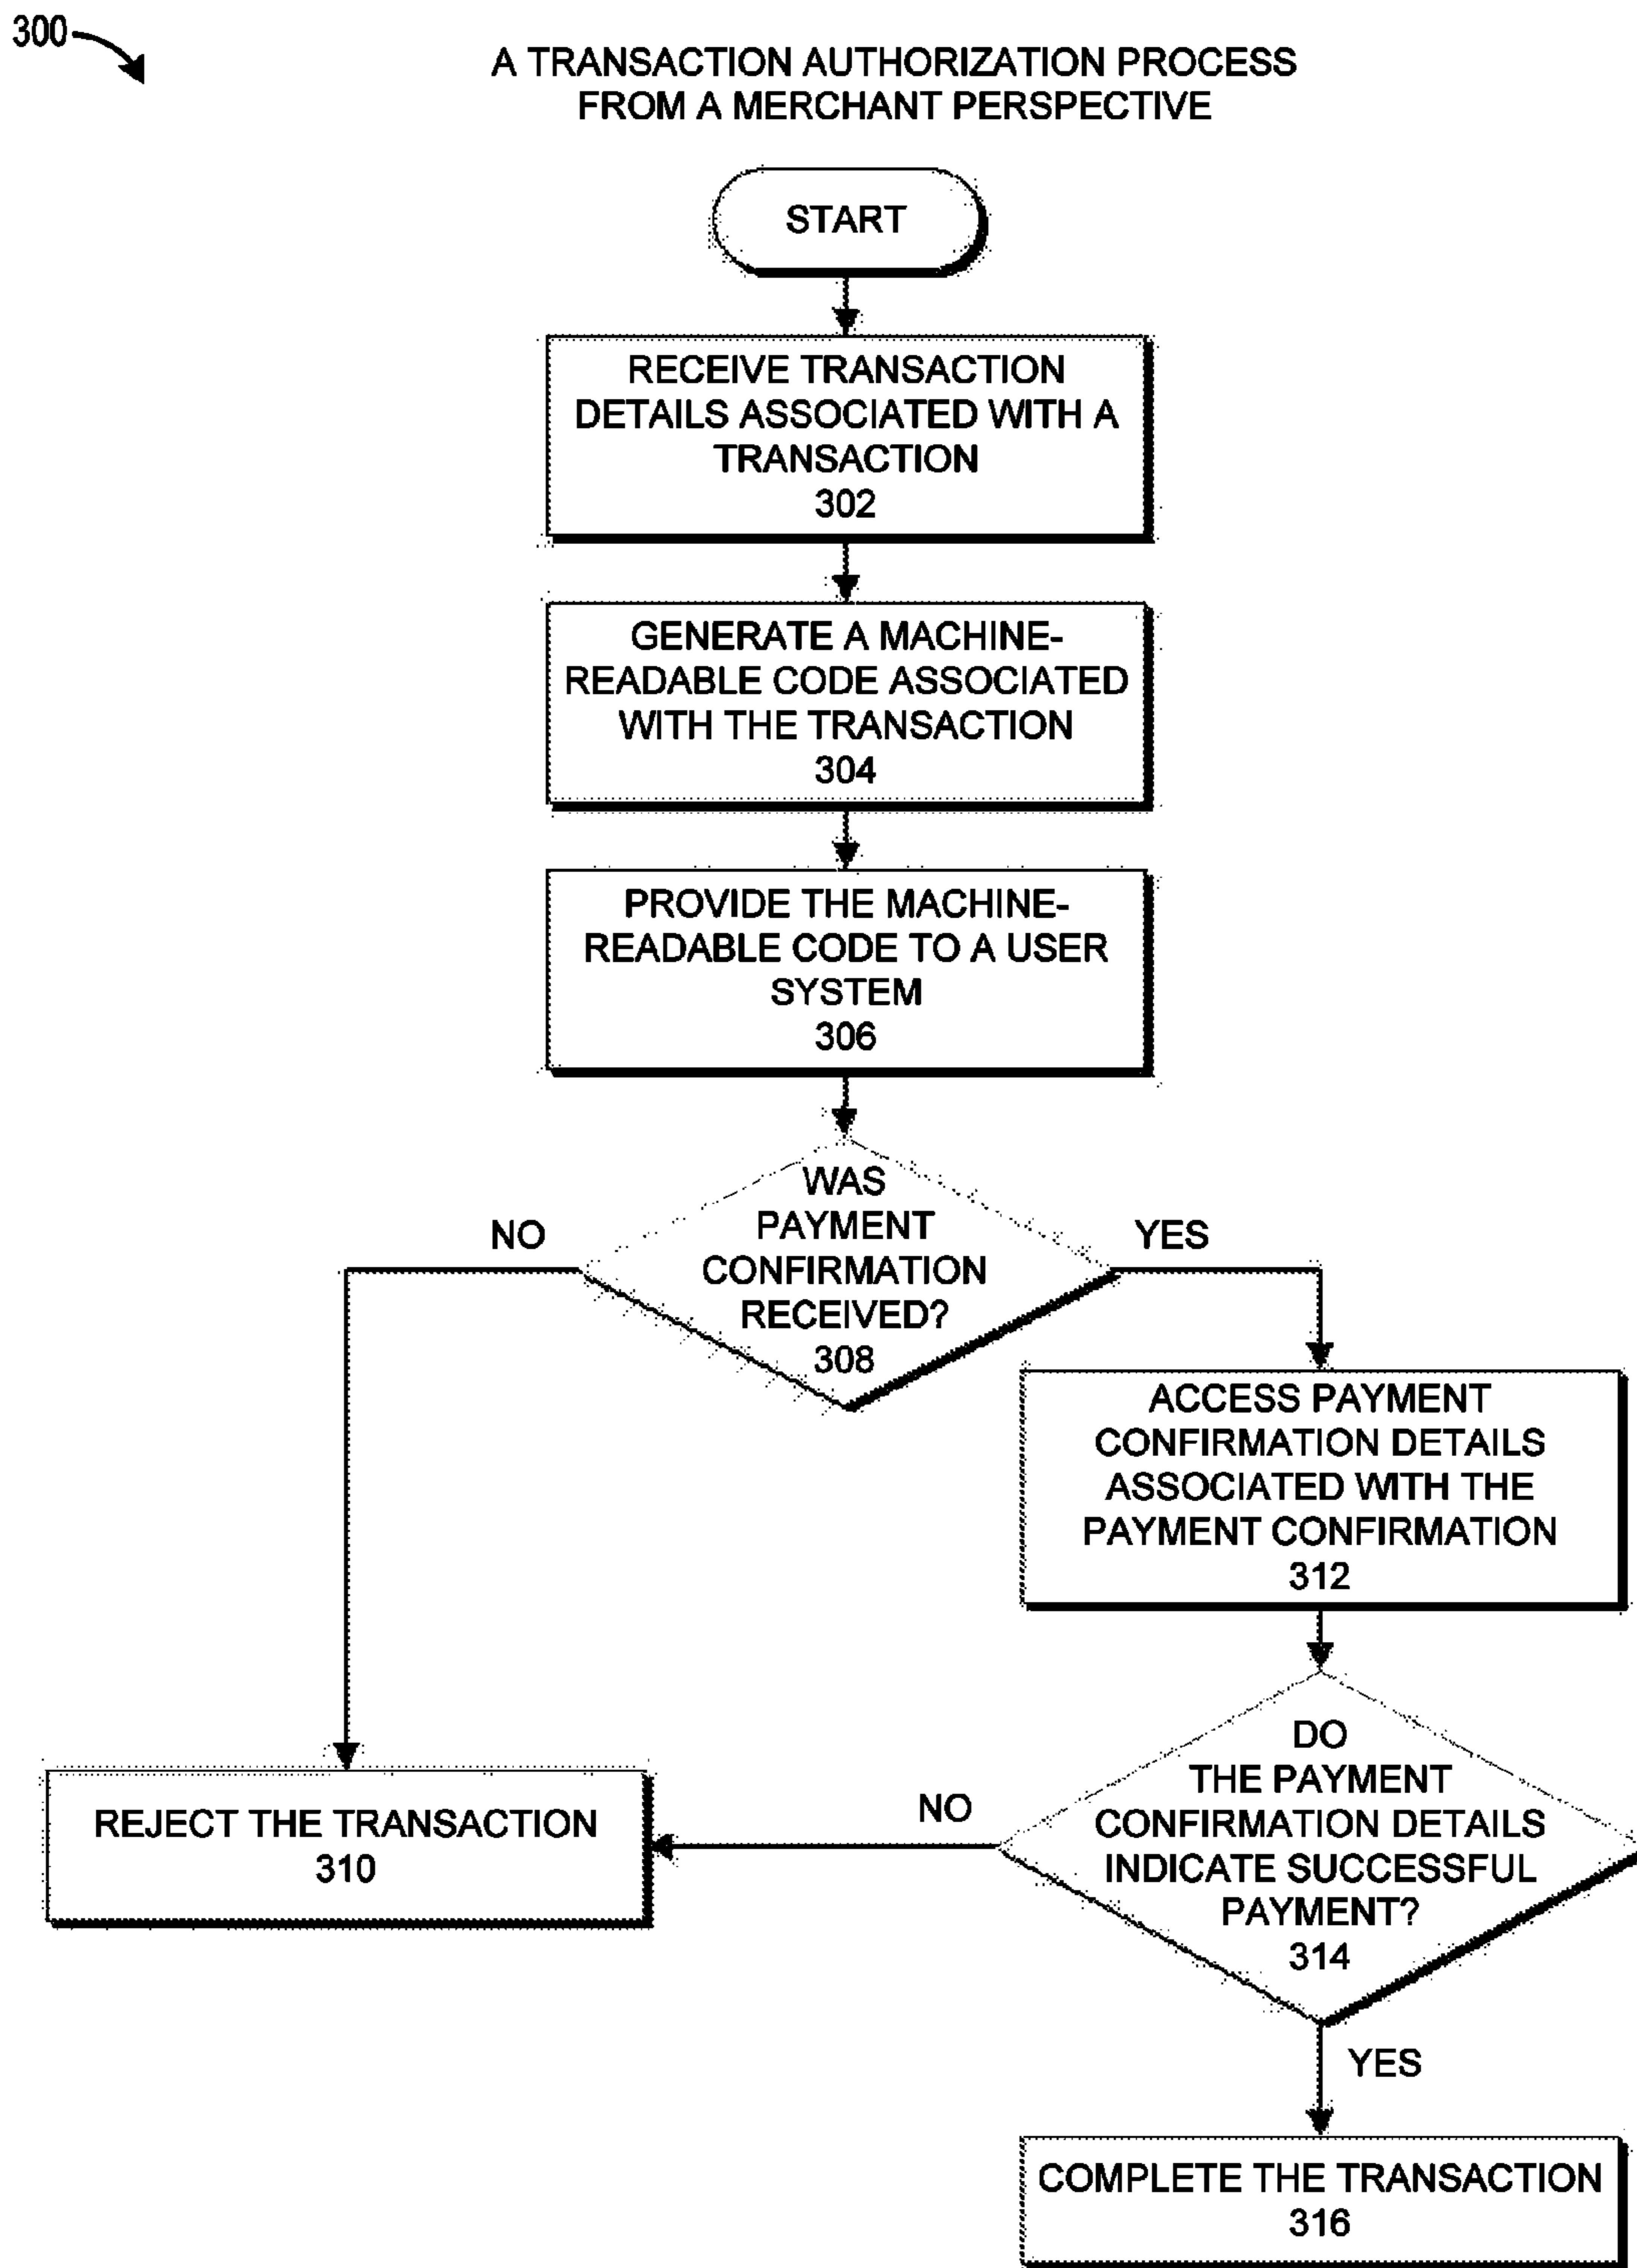 300
A TRANSACTION AUTHORIZATION PROCESS
FROM A MERCHANT PERSPECTIVE
START
RECEIVE TRANSACTION
DETAILS ASSOCIATED WITH A
TRANSACTION
302
GENERATE A MACHINE-
READABLE CODE ASSOCIATED
WITH THE TRANSACTION
304
PROVIDE THE MACHINE-
READABLE CODE TO A USER
SYSTEM
306
WAS
PAYMENT
CONFIRMATION
RECEIVED?
308
NO
YES
ACCESS PAYMENT
CONFIRMATION DETAILS
ASSOCIATED WITH THE
PAYMENT CONFIRMATION
312
DO
THE PAYMENT
CONFIRMATION DETAILS
INDICATE SUCCESSFUL
PAYMENT?
314
NO
REJECT THE TRANSACTION
310
YES
COMPLETE THE TRANSACTION
316